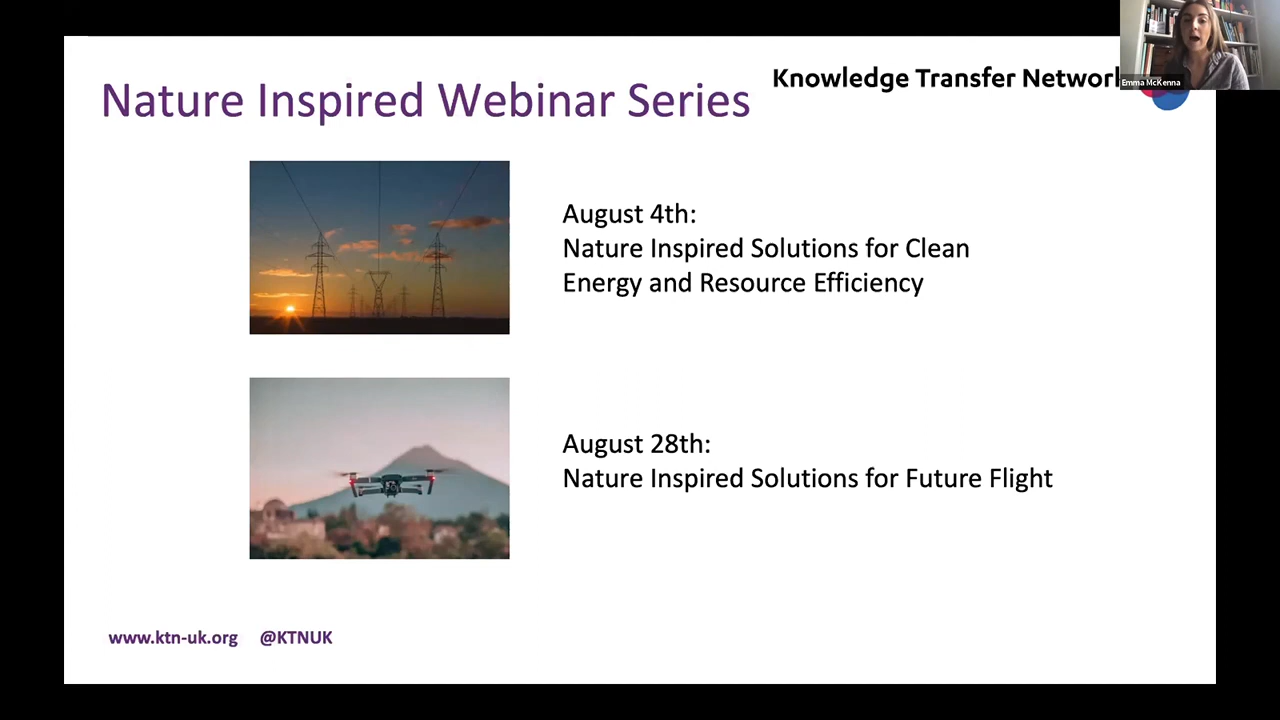 Nature Inspired Webinar Series
Knowledge Transfer Network
Emma McKenna
August 4th:
Nature Inspired Solutions for Clean
Energy and Resource Efficiency
August 28th:
Nature Inspired Solutions for Future Flight
www.ktn-uk.org @KTNUK